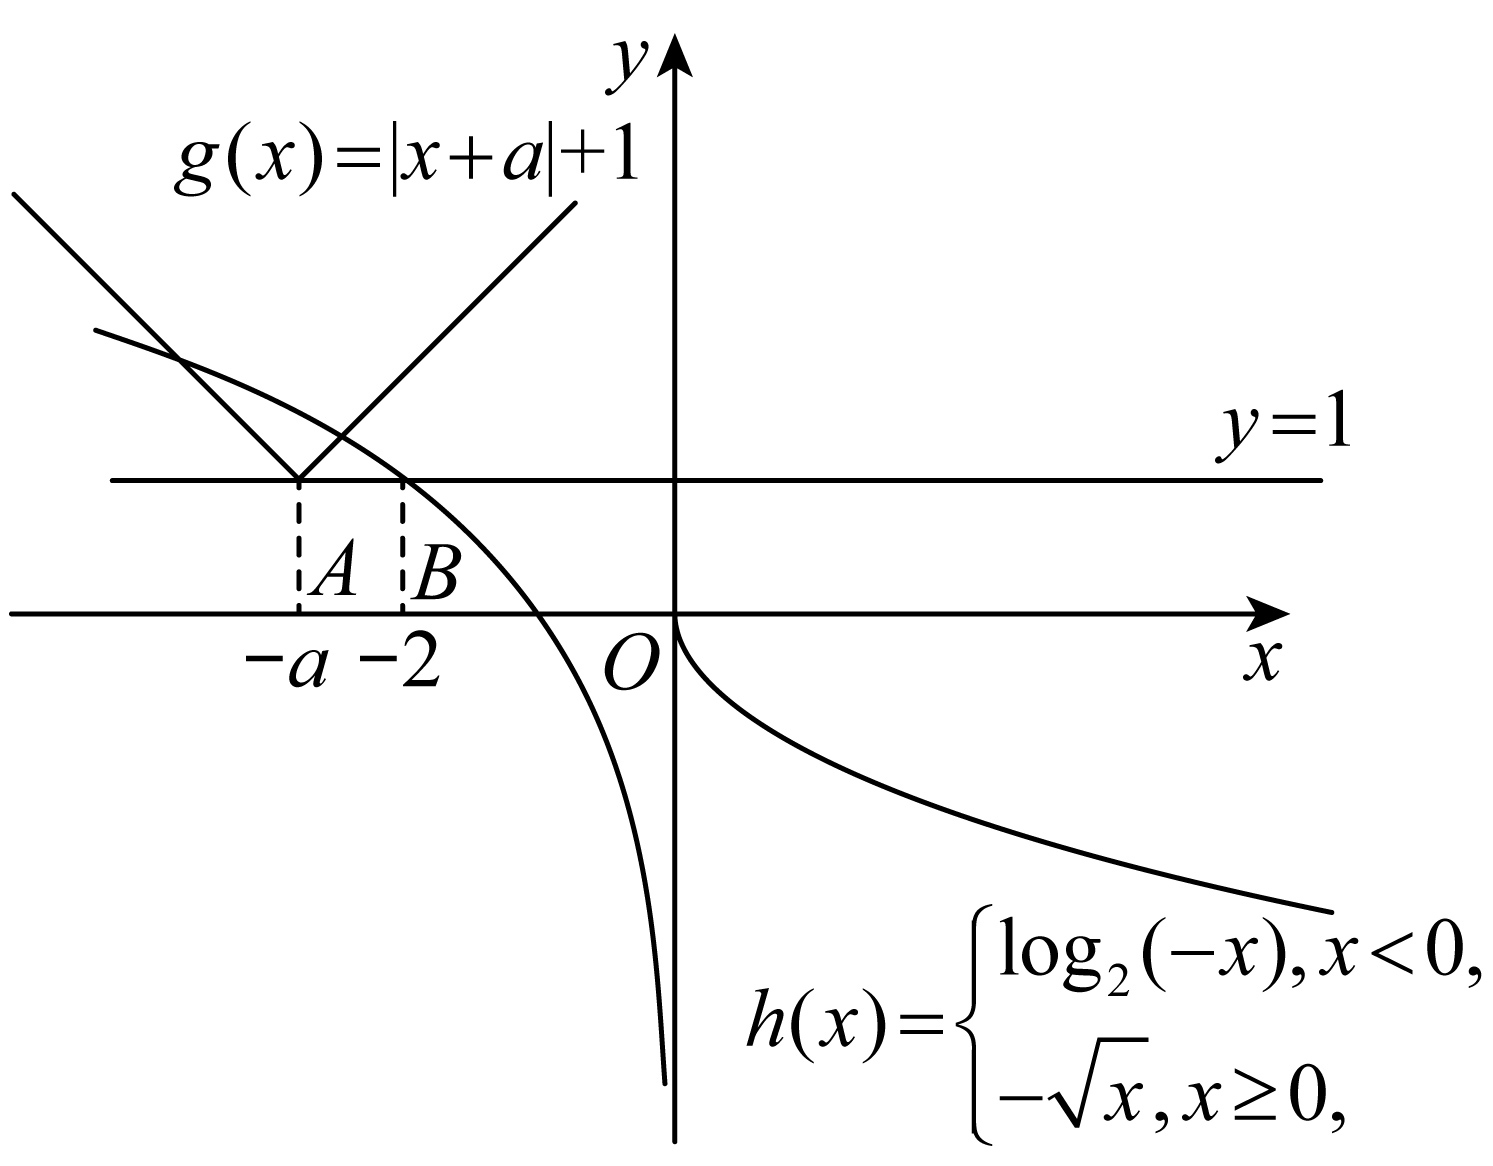 y
g(x)=|x+a|+1
y=1
A B
-a -2 O x
h(x)={log₂(-x), x<0,
-√x, x≥0,